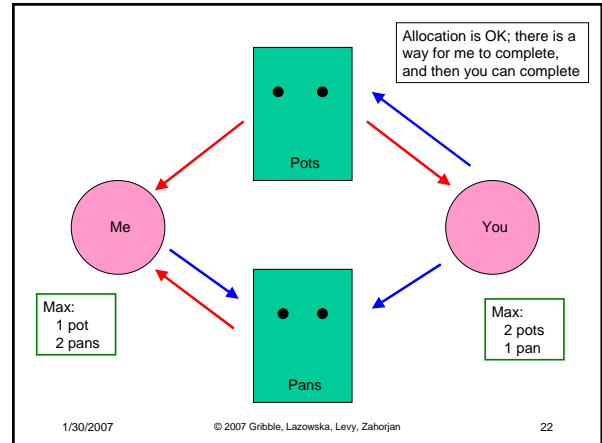 Allocation is OK; there is a
way for me to complete,
and then you can complete
Pots
Me
You
Max:
1 pot
2 pans
Max:
2 pots
1 pan
Pans
1/30/2007
© 2007 Gribble, Lazowska, Levy, Zahorjan
22